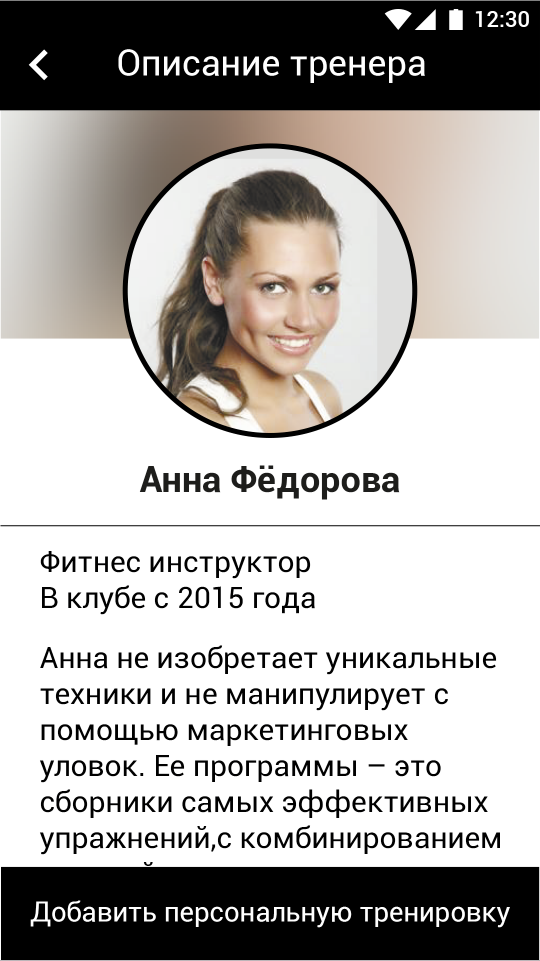 12:30
Описание тренера
Анна Фёдорова
Фитнес инструктор
В клубе с 2015 года
Анна не изобретает уникальные
техники и не манипулирует с
помощью маркетинговых
уловок. Ее программы – это
сборники самых эффективных
упражнений,с комбинированием
Добавить персональную тренировку